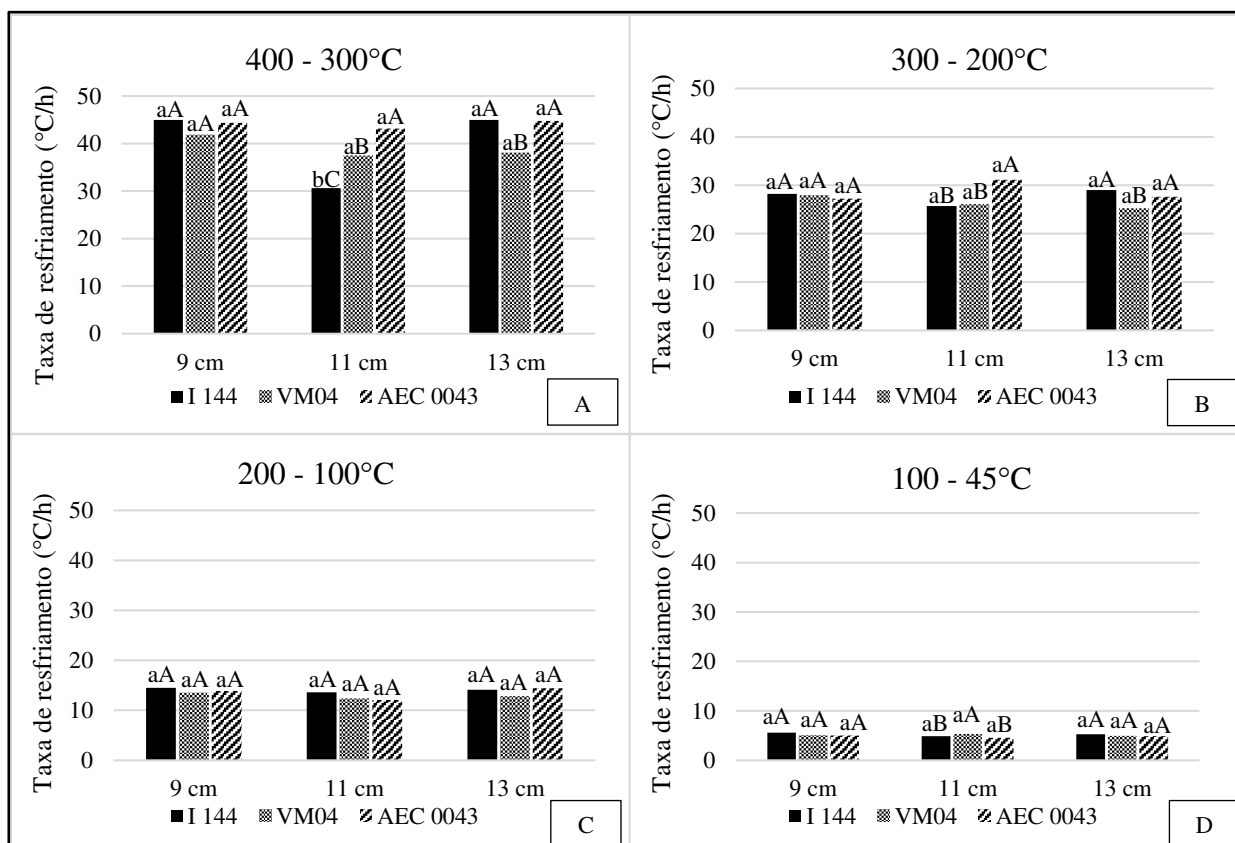 400 - 300°C
Taxa de resfriamento (°C/h)
50
40
30
20
10
0
aA aA aA
bC aB aA
aA aB aA
9 cm 11 cm 13 cm
I 144 VM04 AEC 0043
A
300 - 200°C
Taxa de resfriamento (°C/h)
50
40
30
20
10
0
aA aA aA
aB aB aA
aA aB aA
9 cm 11 cm 13 cm
I 144 VM04 AEC 0043
B
200 - 100°C
Taxa de resfriamento (°C/h)
50
40
30
20
10
0
aA aA aA
aA aA aA
aA aA aA
9 cm 11 cm 13 cm
I 144 VM04 AEC 0043
C
100 - 45°C
Taxa de resfriamento (°C/h)
50
40
30
20
10
0
aA aA aA
aB aA aB
aA aA aA
9 cm 11 cm 13 cm
I 144 VM04 AEC 0043
D